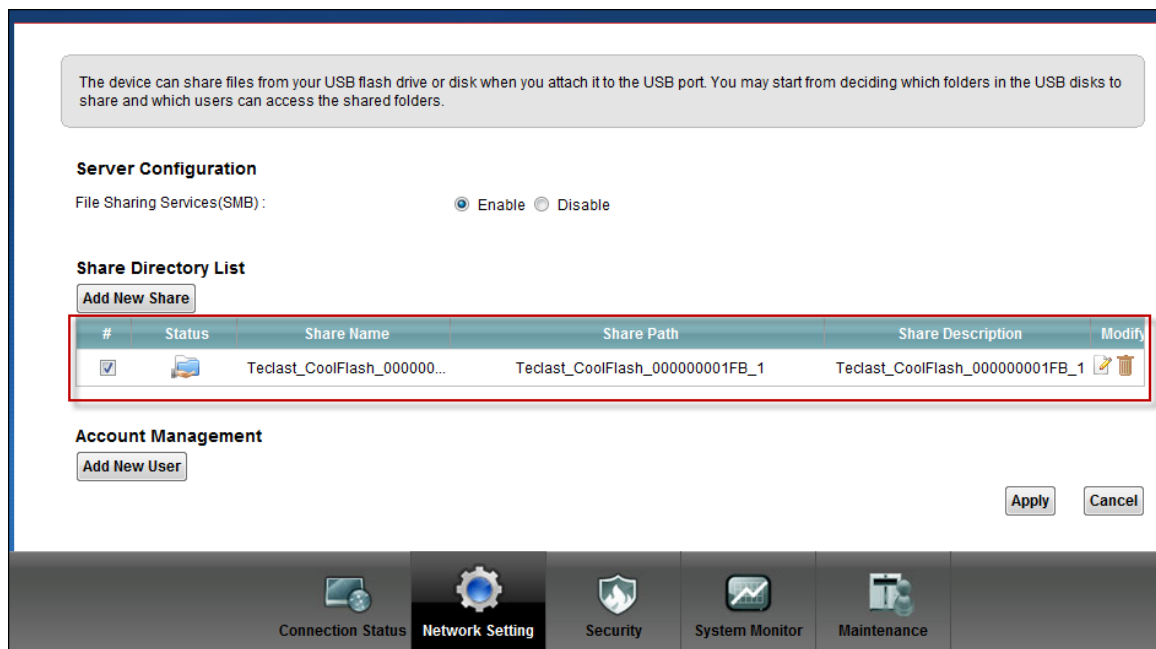 The device can share files from your USB flash drive or disk when you attach it to the USB port. You may start from deciding which folders in the USB disks to
share and which users can access the shared folders.
Server Configuration
File Sharing Services(SMB) : Enable Disable
Share Directory List
Add New Share
# Status Share Name Share Path Share Description Modify
Teclast_CoolFlash_000000... Teclast_CoolFlash_000000001FB_1 Teclast_CoolFlash_000000001FB_1
Account Management
Add New User
Apply Cancel
Connection Status Network Setting Security System Monitor Maintenance